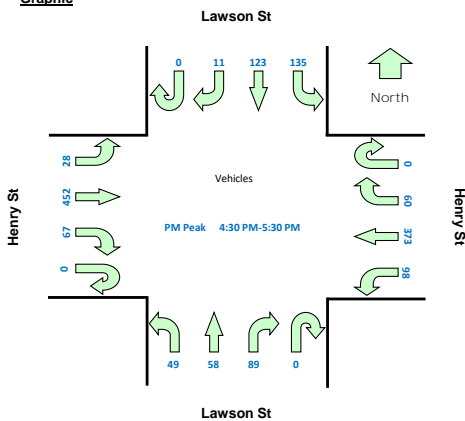 Graphic
Lawson St
0 11 123 135
North
28
452
67
0
Henry St
Vehicles
PM Peak 4:30 PM-5:30 PM
0
60
373
98
Henry St
49 58 89 0
Lawson St